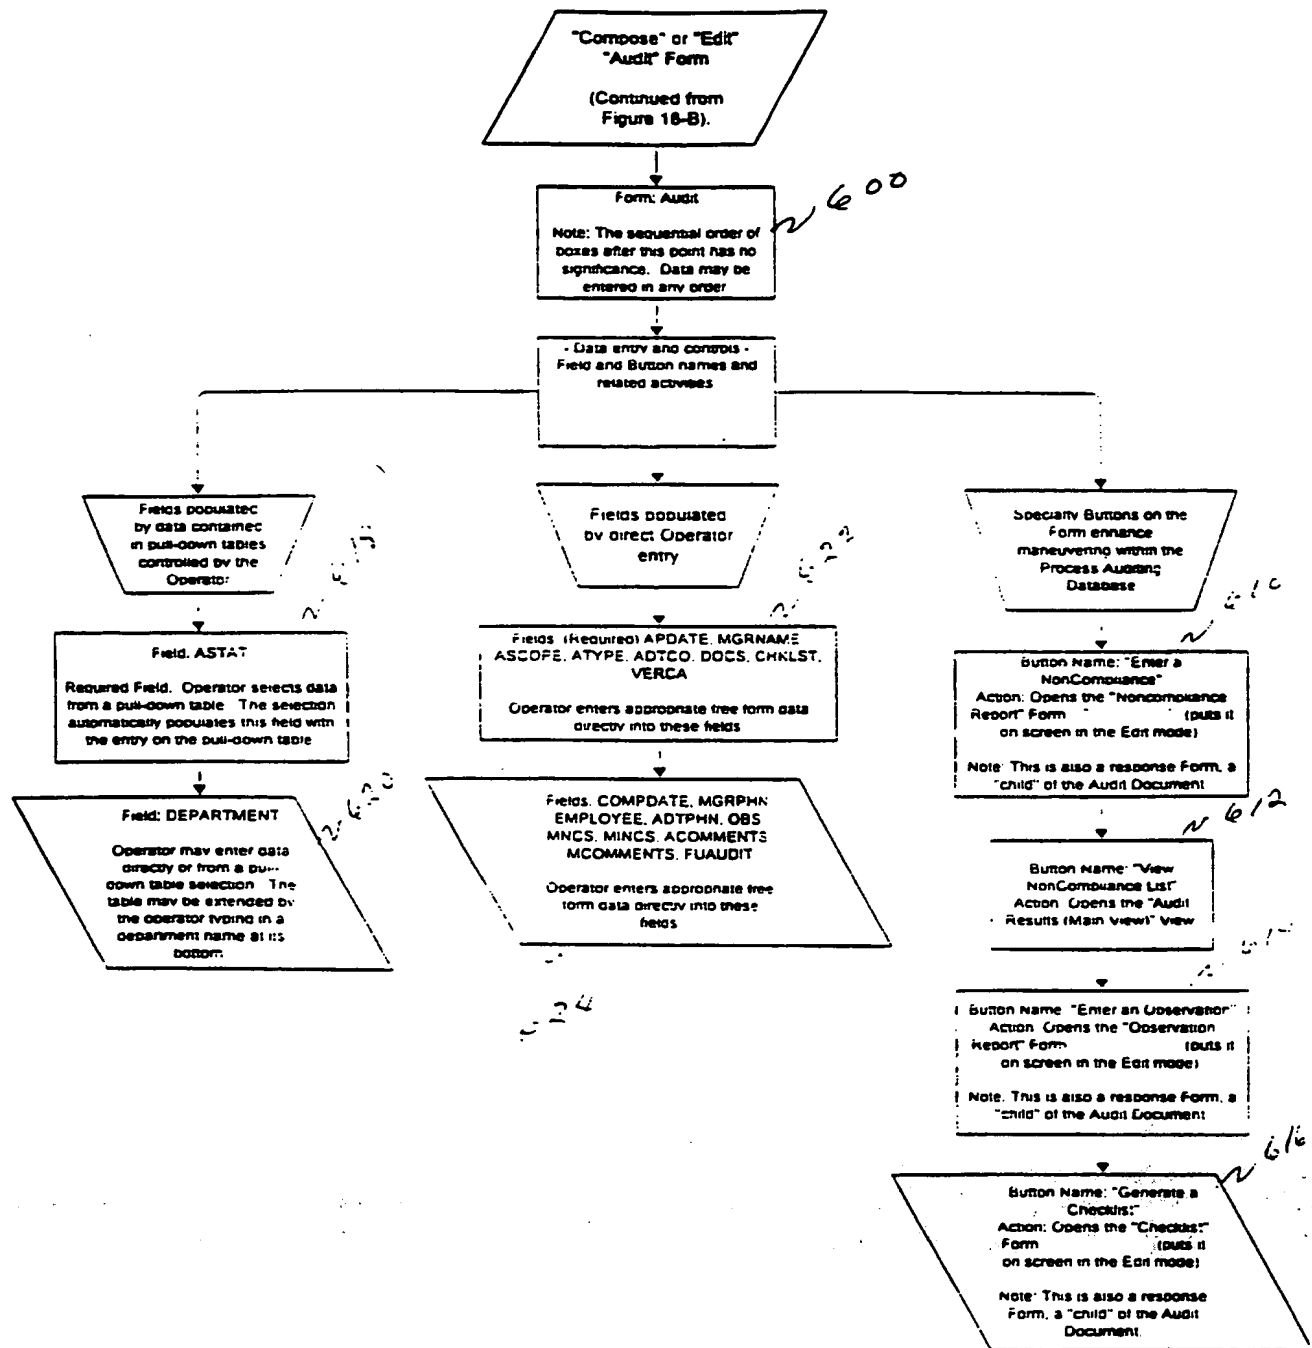 "Compose" or "Edit"
"Audit" Form
(Continued from
Figure 16-B).
Form: Audit
Note: The sequential order of
boxes after this point has no
significance. Data may be
entered in any order
600
- Data entry and controls -
Field and Button names and
related activities
Fields populated
by data contained
in pull-down tables
controlled by the
Operator
Field. ASTAT
Required Field. Operator selects data
from a pull-down table The selection
automatically populates this field with
the entry on the pull-down table
Field: DEPARTMENT
Operator may enter data
directly or from a pull-
down table selection The
table may be extended by
the operator typing in a
department name at its
bottom
620
Fields populated
by direct Operator
entry
622
Fields (Required) APDATE, MGRNAME
ASCOPE, ATYPE, ADTCO, DOCS, CHKLST,
VERCA
Operator enters appropriate free form data
directly into these fields
Fields. COMPDATE, MGRPHN
EMPLOYEE, ADTPHN, OBS
MNCS, MINCS, ACOMMENTS
MCOMMENTS, FUAUDIT
Operator enters appropriate free
form data directly into these
fields
24
Specialty Buttons on the
Form enhance
maneuvering within the
Process Auditing
Database
610
Button Name: "Enter a
NonCompliance"
Action: Opens the "Noncompliance
Report" Form (puts it
on screen in the Edit mode)
Note: This is also a response Form, a
"child" of the Audit Document
612
Button Name: "View
NonCompliance List"
Action: Opens the "Audit
Results (Main View)" View
614
Button Name "Enter an Observation"
Action Opens the "Observation
Report" Form (puts it
on screen in the Edit mode)
Note. This is also a response Form, a
"child" of the Audit Document
616
Button Name: "Generate a
Checklist"
Action: Opens the "Checklist"
Form (puts it
on screen in the Edit mode)
Note: This is also a response
Form, a "child" of the Audit
Document.